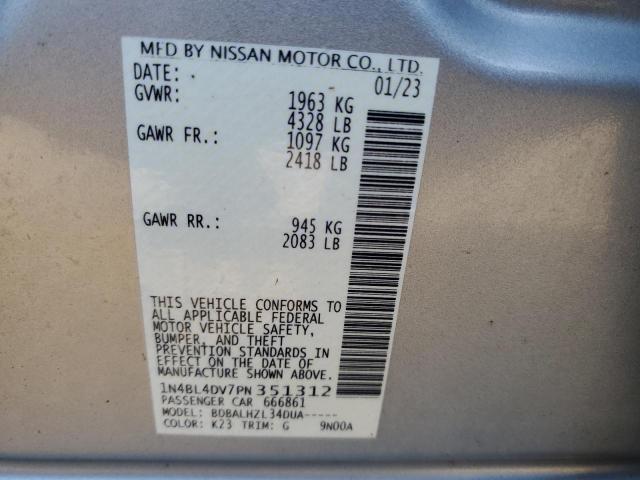 MFD BY NISSAN MOTOR CO., LTD.
DATE: 01/23
GVWR: 1963 KG
4328 LB
GAWR FR.: 1097 KG
2418 LB
GAWR RR.: 945 KG
2083 LB
THIS VEHICLE CONFORMS TO
ALL APPLICABLE FEDERAL
MOTOR VEHICLE SAFETY,
BUMPER, AND THEFT
PREVENTION STANDARDS IN
EFFECT ON THE DATE OF
MANUFACTURE SHOWN ABOVE.
1N4BL4DV7PN351312
PASSENGER CAR 666861
MODEL: BDBALHZL34DUA-----
COLOR: K23 TRIM: G 9N00A